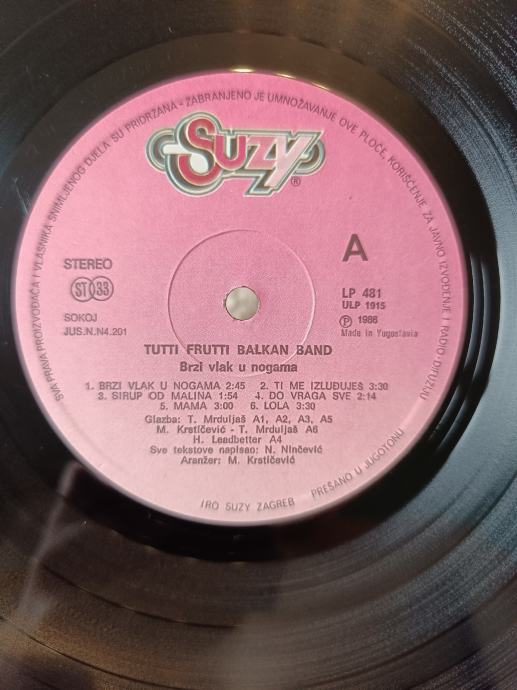 SVA PRAVA PROIZVOĐAČA I VLASNIKA SNIMLJENOG DJELA SU PRIDRŽANA - ZABRANJENO JE UMNOŽAVANJE OVE PLOČE, KORIŠĆENJE ZA JAVNO IZVOĐENJE I RADIO DIFUZIJU
SUZY ®
STEREO
ST 33
SOKOJ
JUS.N.N4.201
A
LP 481
ULP 1915
Ⓟ 1986
Made in Yugoslavia
TUTTI FRUTTI BALKAN BAND
Brzi vlak u nogama
1. BRZI VLAK U NOGAMA 2:45 2. TI ME IZLUĐUJEŠ 3:30
3. SIRUP OD MALINA 1:54 4. DO VRAGA SVE 2:14
5. MAMA 3:00 6. LOLA 3:30
Glazba: T. Mrduljaš A1, A2, A3, A5
M. Krstičević - T. Mrduljaš A6
H. Leadbetter A4
Sve tekstove napisao: N. Ninčević
Aranžer: M. Krstičević
IRO SUZY ZAGREB PREŠANO U JUGOTONU